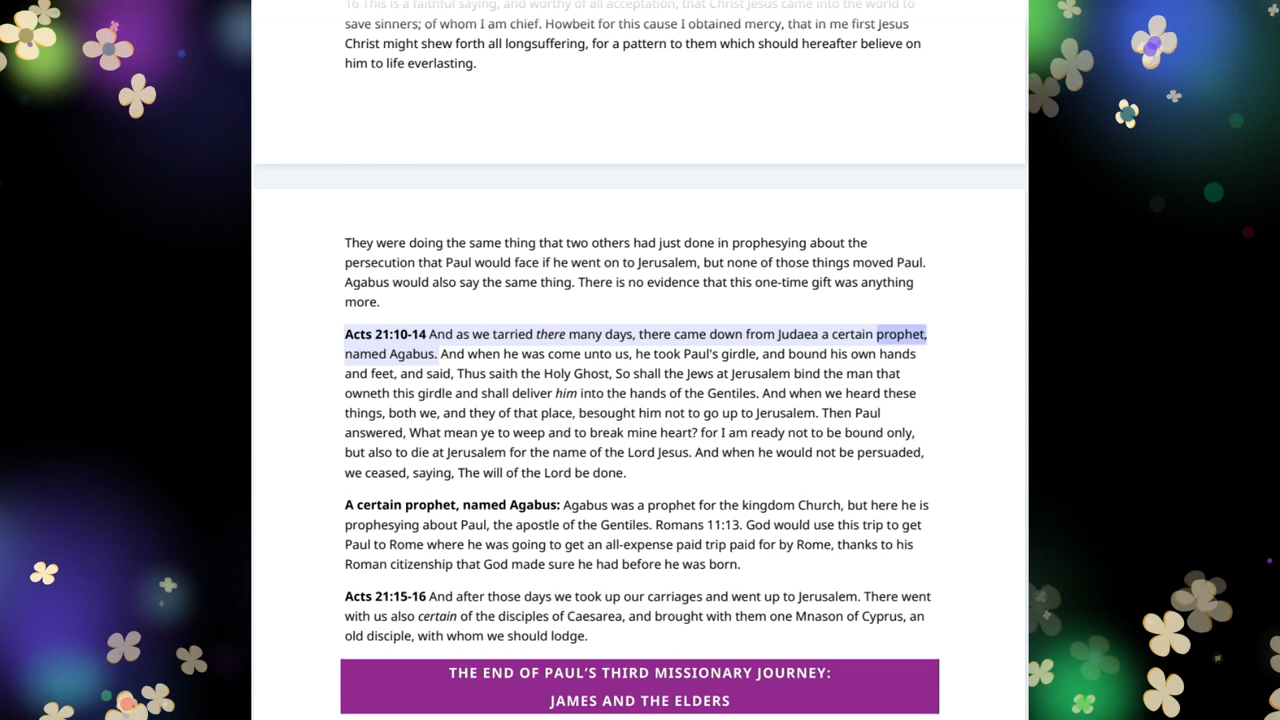 16 This is a faithful saying, and worthy of all acceptation, that Christ Jesus came into the world to
save sinners; of whom I am chief. Howbeit for this cause I obtained mercy, that in me first Jesus
Christ might shew forth all longsuffering, for a pattern to them which should hereafter believe on
him to life everlasting.
They were doing the same thing that two others had just done in prophesying about the
persecution that Paul would face if he went on to Jerusalem, but none of those things moved Paul.
Agabus would also say the same thing. There is no evidence that this one-time gift was anything
more.
Acts 21:10-14 And as we tarried there many days, there came down from Judaea a certain prophet,
named Agabus. And when he was come unto us, he took Paul's girdle, and bound his own hands
and feet, and said, Thus saith the Holy Ghost, So shall the Jews at Jerusalem bind the man that
owneth this girdle and shall deliver him into the hands of the Gentiles. And when we heard these
things, both we, and they of that place, besought him not to go up to Jerusalem. Then Paul
answered, What mean ye to weep and to break mine heart? for I am ready not to be bound only,
but also to die at Jerusalem for the name of the Lord Jesus. And when he would not be persuaded,
we ceased, saying, The will of the Lord be done.
A certain prophet, named Agabus: Agabus was a prophet for the kingdom Church, but here he is
prophesying about Paul, the apostle of the Gentiles. Romans 11:13. God would use this trip to get
Paul to Rome where he was going to get an all-expense paid trip paid for by Rome, thanks to his
Roman citizenship that God made sure he had before he was born.
Acts 21:15-16 And after those days we took up our carriages and went up to Jerusalem. There went
with us also certain of the disciples of Caesarea, and brought with them one Mnason of Cyprus, an
old disciple, with whom we should lodge.
THE END OF PAUL’S THIRD MISSIONARY JOURNEY:
JAMES AND THE ELDERS